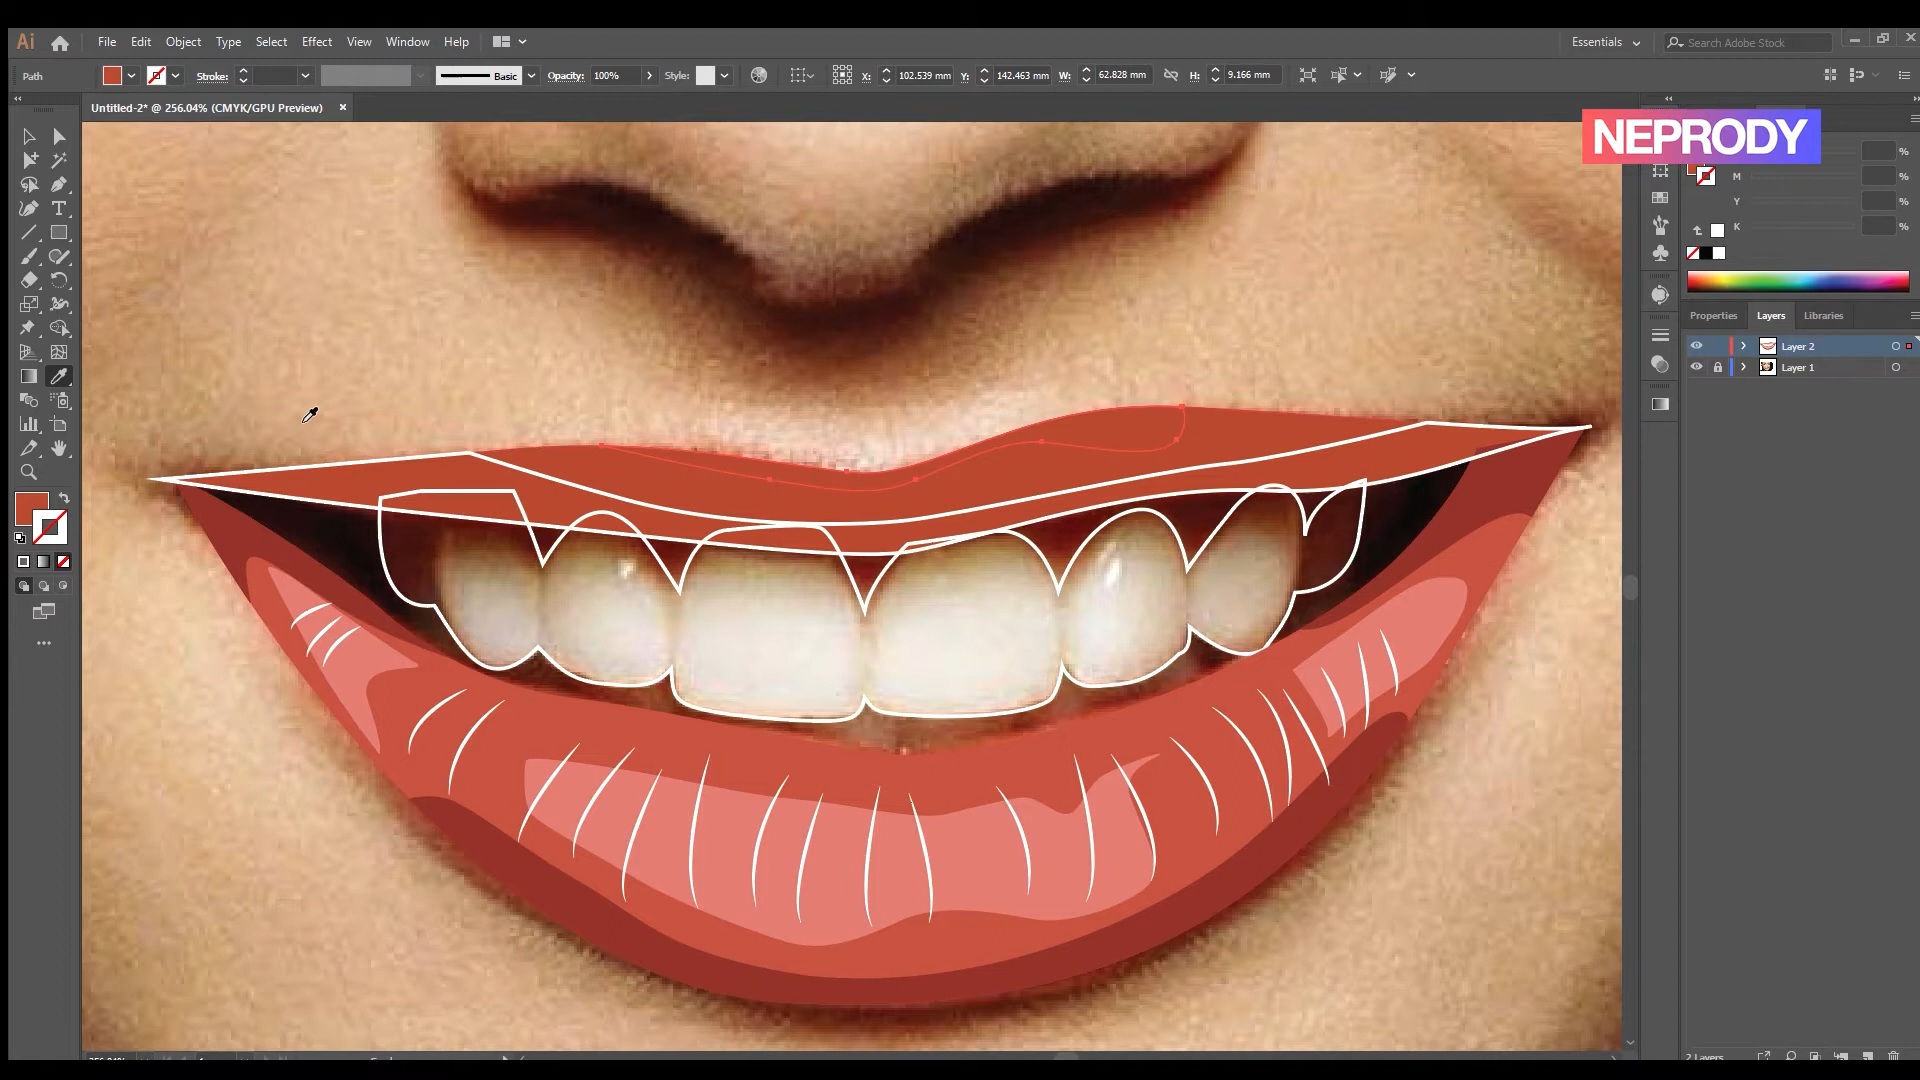 Ai File Edit Object Type Select Effect View Window Help Essentials Search Adobe Stock
Path Stroke: Basic Opacity: 100% Style: X: 102.539 mm Y: 142.463 mm W: 62.828 mm H: 9.166 mm
Untitled-2* @ 256.04% (CMYK/GPU Preview) ×
NEPRODY
%
M %
Y %
K %
Properties Layers Libraries
Layer 2
Layer 1
2 Layers